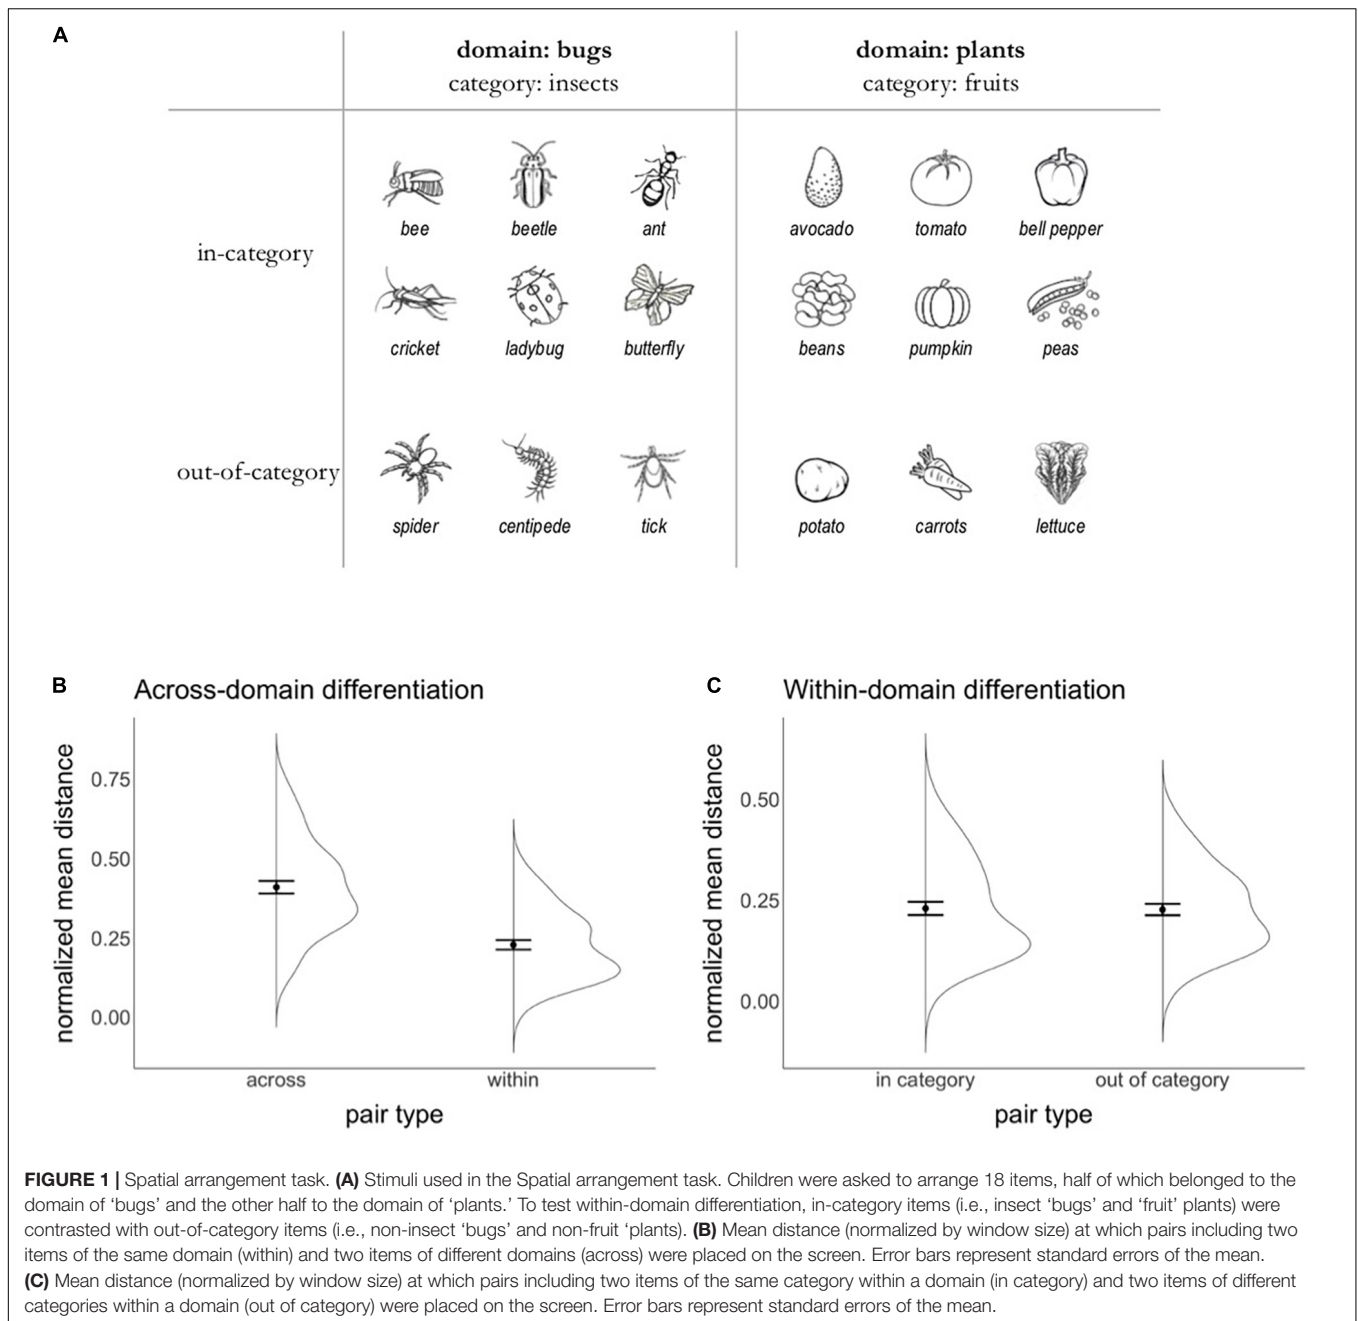 A
domain: bugs
category: insects
domain: plants
category: fruits
in-category
bee
beetle
ant
avocado
tomato
bell pepper
cricket
ladybug
butterfly
beans
pumpkin
peas
out-of-category
spider
centipede
tick
potato
carrots
lettuce
B
Across-domain differentiation
normalized mean distance
0.75
0.50
0.25
0.00
across
within
pair type
C
Within-domain differentiation
normalized mean distance
0.50
0.25
0.00
in category
out of category
pair type
FIGURE 1 | Spatial arrangement task. (A) Stimuli used in the Spatial arrangement task. Children were asked to arrange 18 items, half of which belonged to the
domain of ‘bugs’ and the other half to the domain of ‘plants.’ To test within-domain differentiation, in-category items (i.e., insect ‘bugs’ and ‘fruit’ plants) were
contrasted with out-of-category items (i.e., non-insect ‘bugs’ and non-fruit ‘plants). (B) Mean distance (normalized by window size) at which pairs including two
items of the same domain (within) and two items of different domains (across) were placed on the screen. Error bars represent standard errors of the mean.
(C) Mean distance (normalized by window size) at which pairs including two items of the same category within a domain (in category) and two items of different
categories within a domain (out of category) were placed on the screen. Error bars represent standard errors of the mean.